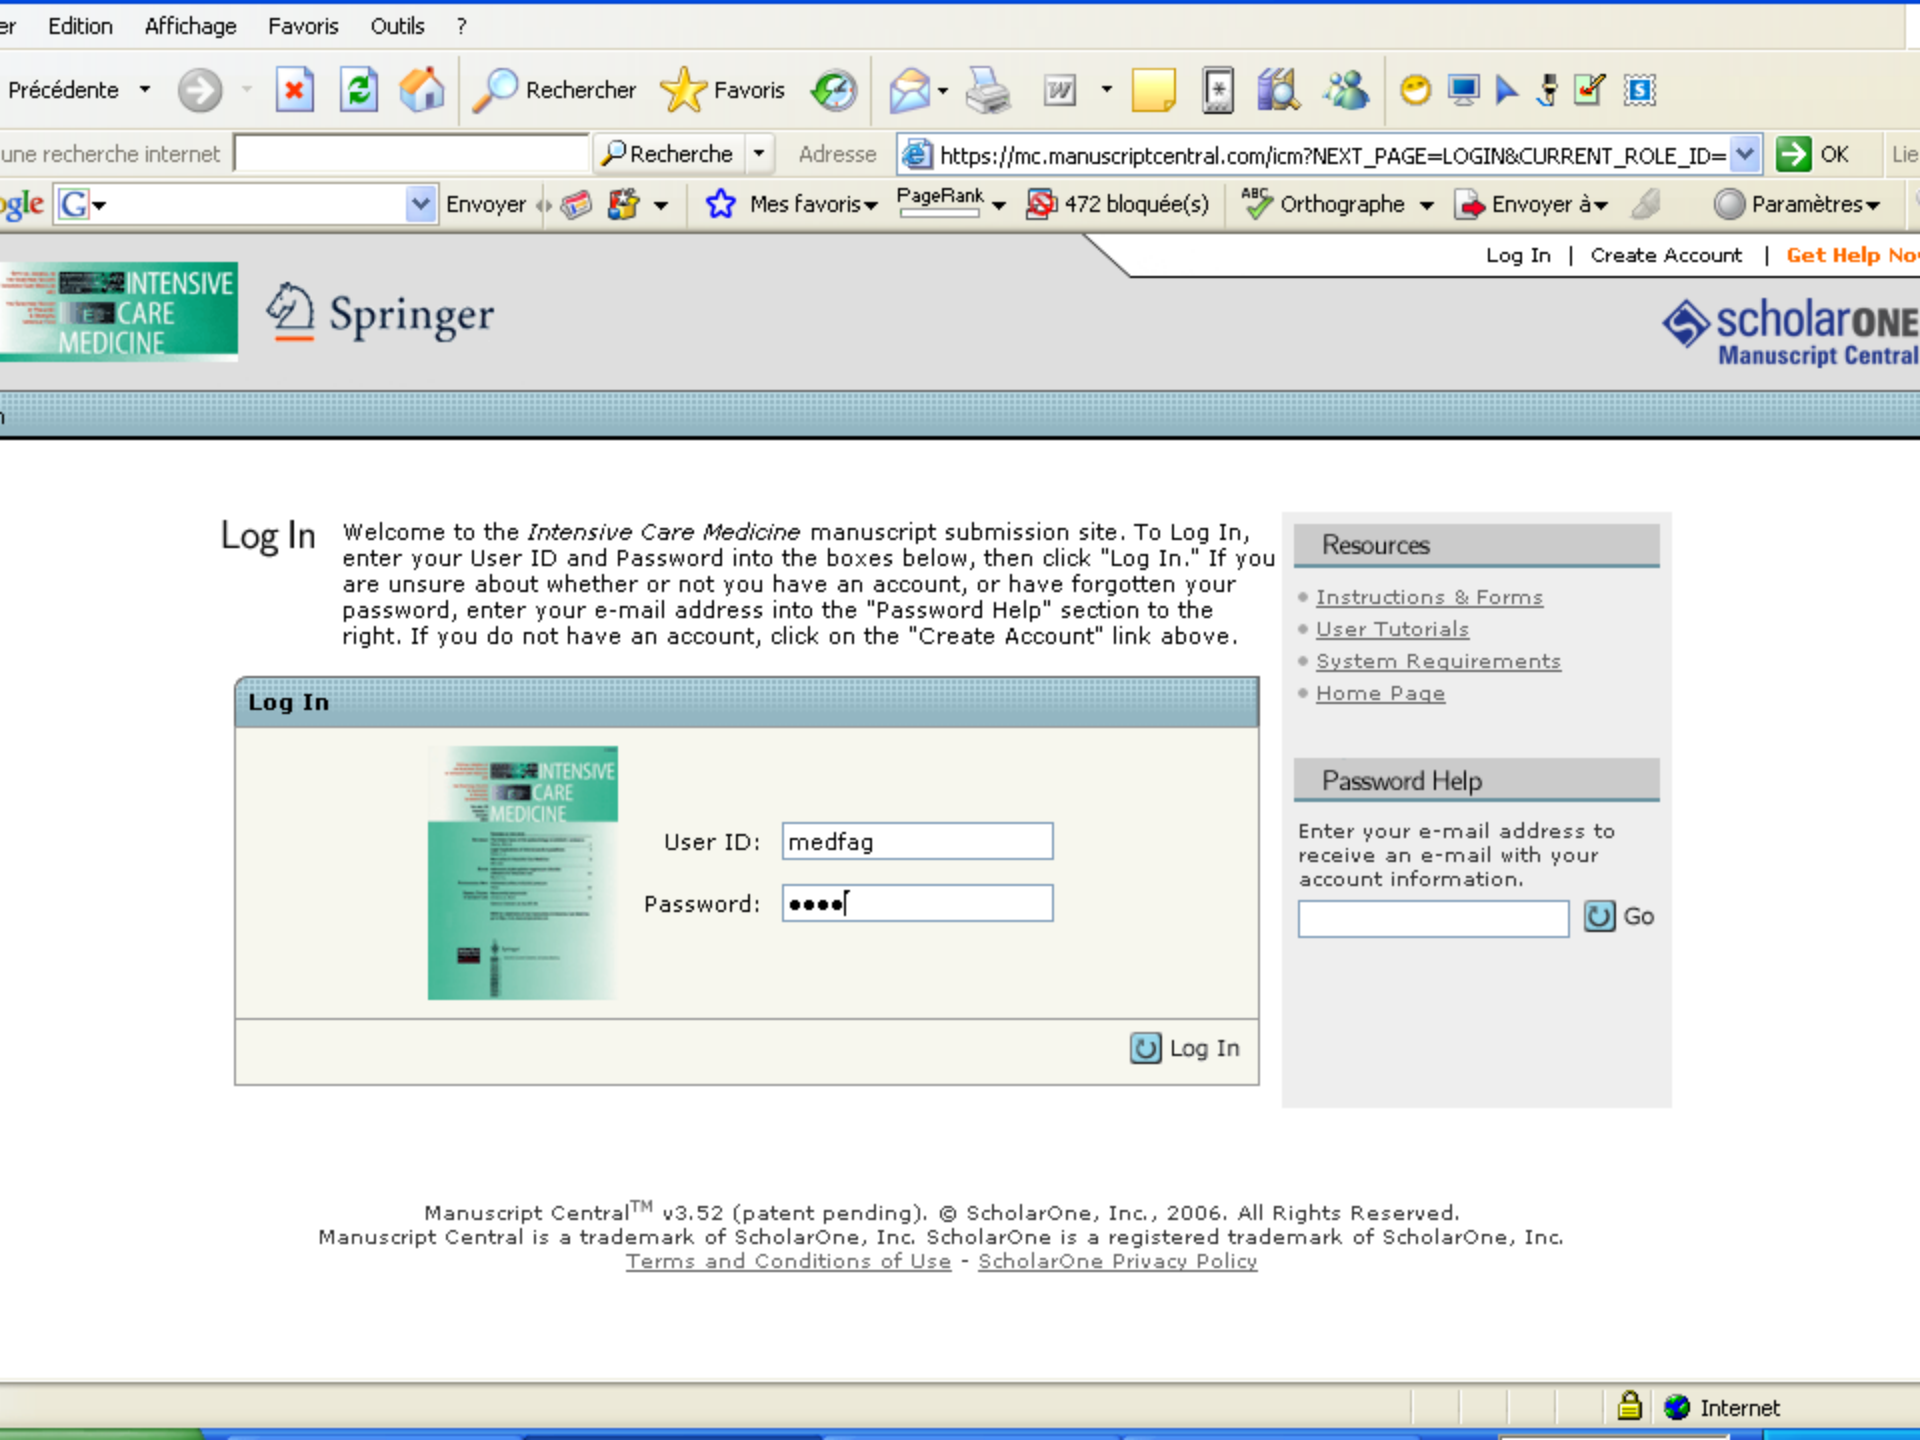 er Edition Affichage Favoris Outils ?
Précédente Rechercher Favoris W
une recherche internet Recherche Adresse https://mc.manuscriptcentral.com/icm?NEXT_PAGE=LOGIN&CURRENT_ROLE_ID= OK Lie
ogle G Envoyer Mes favoris PageRank 472 bloquée(s) ABC Orthographe Envoyer à Paramètres
Log In | Create Account | Get Help No
INTENSIVE
CARE
MEDICINE
Springer
scholarONE
Manuscript Central
Log In
Welcome to the Intensive Care Medicine manuscript submission site. To Log In,
enter your User ID and Password into the boxes below, then click "Log In." If you
are unsure about whether or not you have an account, or have forgotten your
password, enter your e-mail address into the "Password Help" section to the
right. If you do not have an account, click on the "Create Account" link above.
Log In
INTENSIVE
CARE
MEDICINE
User ID: medfag
Password: ••••
Log In
Resources
Instructions & Forms
User Tutorials
System Requirements
Home Page
Password Help
Enter your e-mail address to
receive an e-mail with your
account information.
Go
Manuscript Central™ v3.52 (patent pending). © ScholarOne, Inc., 2006. All Rights Reserved.
Manuscript Central is a trademark of ScholarOne, Inc. ScholarOne is a registered trademark of ScholarOne, Inc.
Terms and Conditions of Use - ScholarOne Privacy Policy
Internet